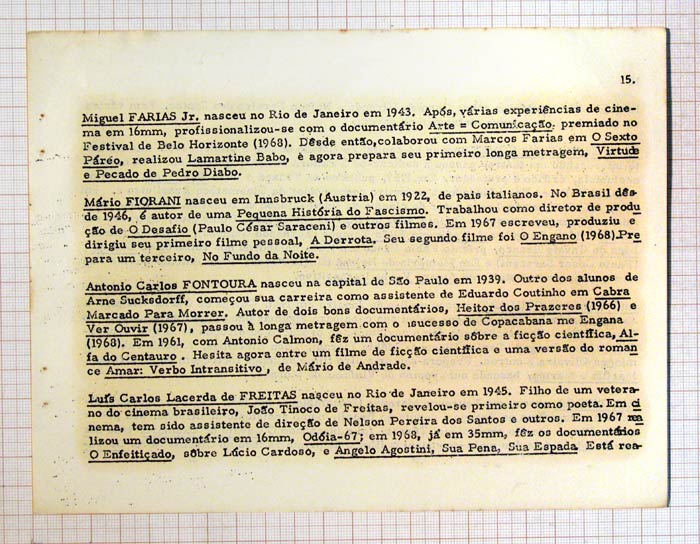 15.
Miguel FARIAS Jr. nasceu no Rio de Janeiro em 1943. Após, várias experiências de cine-
ma em 16mm, profissionalizou-se com o documentário Arte = Comunicação, premiado no
Festival de Belo Horizonte (1968). Dêsde então, colaborou com Marcos Farias em O Sexto
Páreo, realizou Lamartine Babo, e agora prepara seu primeiro longa metragem, Virtude
e Pecado de Pedro Diabo.
Mário FIORANI nasceu em Innsbruck (Austria) em 1922, de pais italianos. No Brasil dês-
de 1946, é autor de uma Pequena História do Fascismo. Trabalhou como diretor de produ
ção de O Desafio (Paulo César Saraceni) e outros filmes. Em 1967 escreveu, produziu e
dirigiu seu primeiro filme pessoal, A Derrota. Seu segundo filme foi O Engano (1968). Pre
para um terceiro, No Fundo da Noite.
Antonio Carlos FONTOURA nasceu na capital de São Paulo em 1939. Outro dos alunos de
Arne Sucksdorff, começou sua carreira como assistente de Eduardo Coutinho em Cabra
Marcado Para Morrer. Autor de dois bons documentários, Heitor dos Prazeres (1966) e
Ver Ouvir (1967), passou à longa metragem com o sucesso de Copacabana me Engana
(1968). Em 1961, com Antonio Calmon, fêz um documentário sôbre a ficção científica, Al-
fa do Centauro . Hesita agora entre um filme de ficção científica e uma versão do roman
ce Amar: Verbo Intransitivo , de Mário de Andrade.
Luís Carlos Lacerda de FREITAS nasceu no Rio de Janeiro em 1945. Filho de um vetera-
no do cinema brasileiro, João Tinoco de Freitas, revelou-se primeiro como poeta. Em ci
nema, tem sido assistente de direção de Nelson Pereira dos Santos e outros. Em 1967 rea
lizou um documentário em 16mm, Odóia-67; em 1968, já em 35mm, fêz os documentários
O Enfeitiçado, sôbre Lúcio Cardoso, e Angelo Agostini, Sua Pena, Sua Espada. Está rea-